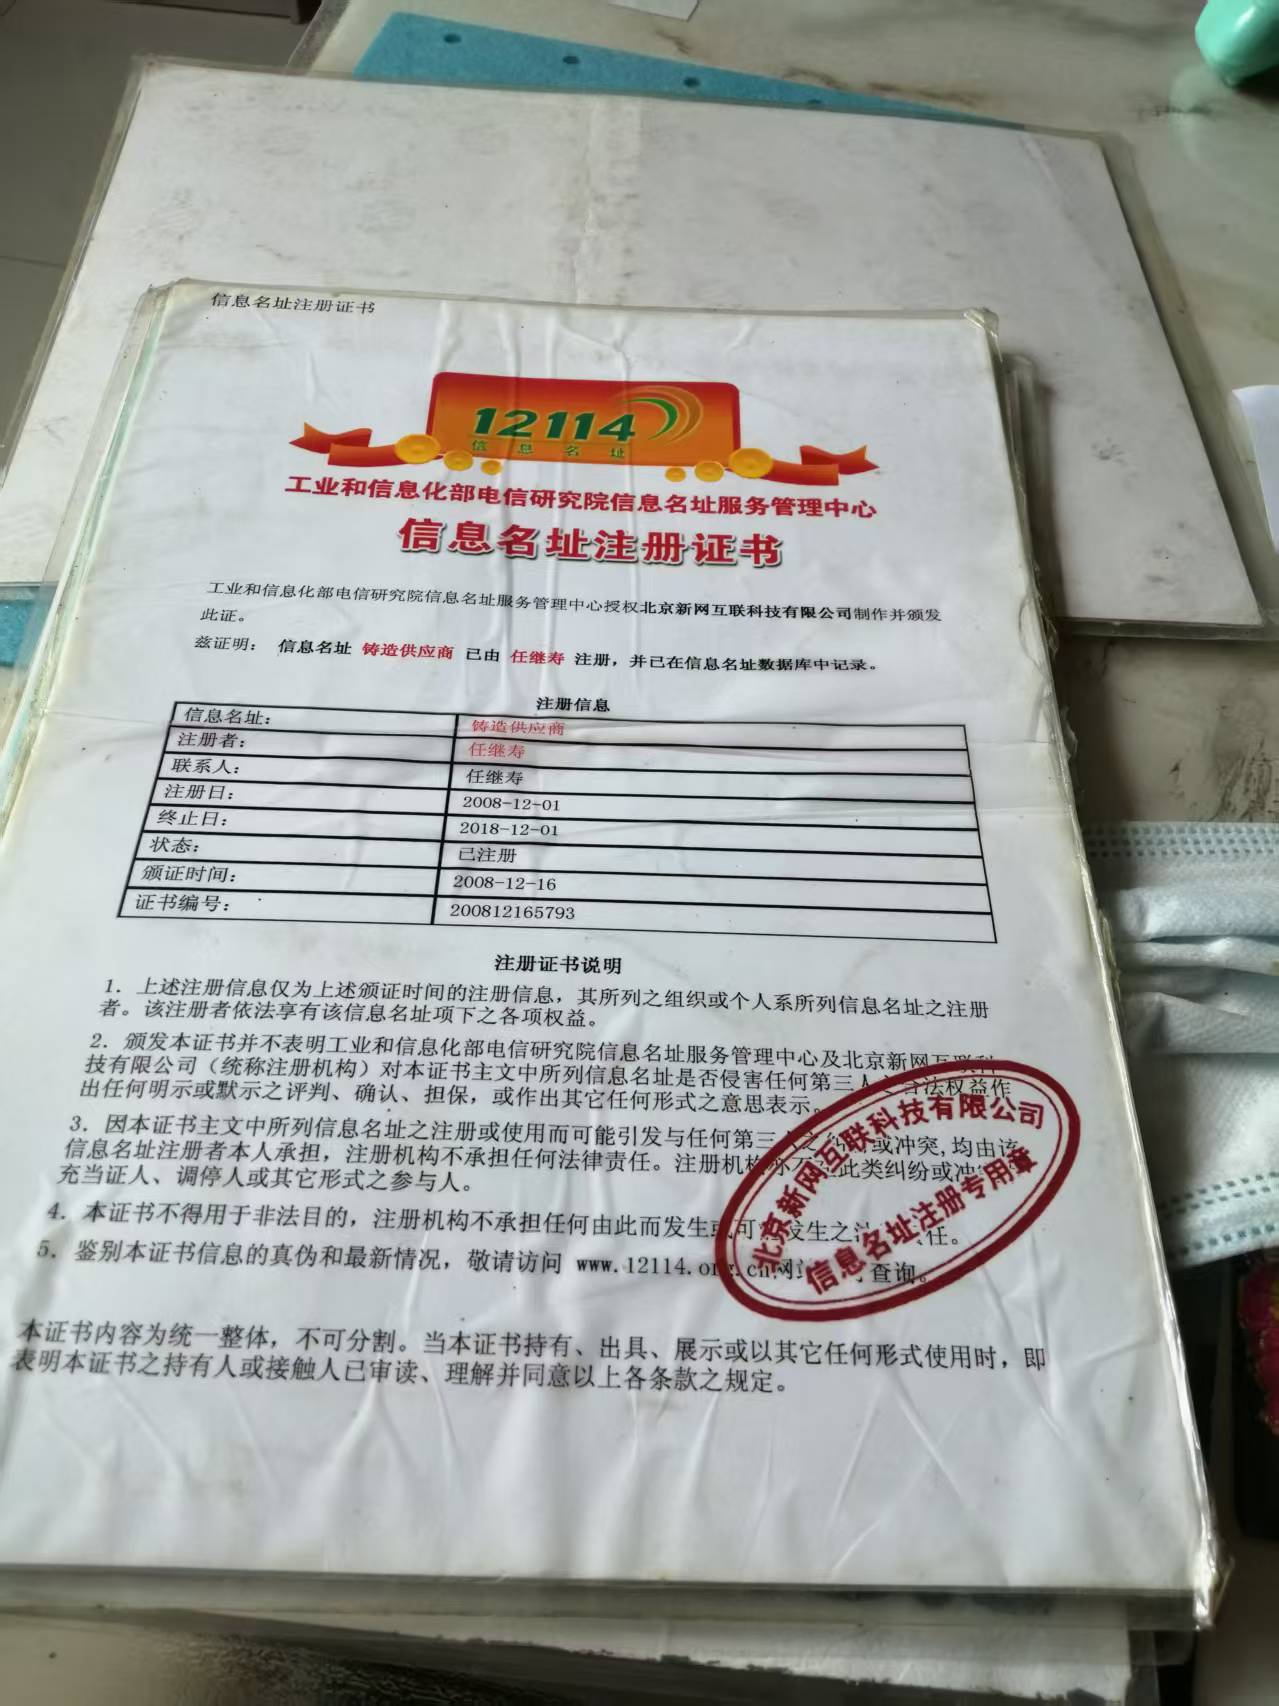 信息名址注册证书
12114
信息名址
工业和信息化部电信研究院信息名址服务管理中心
信息名址注册证书
工业和信息化部电信研究院信息名址服务管理中心授权北京新网互联科技有限公司制作并颁发
此证。
兹证明： 信息名址 铸造供应商 已由 任继寿 注册，并已在信息名址数据库中记录。
注册信息
信息名址： 铸造供应商
注册者： 任继寿
联系人： 任继寿
注册日： 2008-12-01
终止日： 2018-12-01
状态： 已注册
颁证时间： 2008-12-16
证书编号： 200812165793
注册证书说明
1. 上述注册信息仅为上述颁证时间的注册信息，其所列之组织或个人系所列信息名址之注册
者。该注册者依法享有该信息名址项下之各项权益。
2. 颁发本证书并不表明工业和信息化部电信研究院信息名址服务管理中心及北京新网互联科
技有限公司（统称注册机构）对本证书主文中所列信息名址是否侵害任何第三人之合法权益作
出任何明示或默示之评判、确认、担保，或作出其它任何形式之意思表示。
3. 因本证书主文中所列信息名址之注册或使用而可能引发与任何第三人之 或冲突,均由该
信息名址注册者本人承担，注册机构不承担任何法律责任。注册机构亦不 此类纠纷或冲
充当证人、调停人或其它形式之参与人。
4. 本证书不得用于非法目的，注册机构不承担任何由此而发生或可 发生之 任。
5. 鉴别本证书信息的真伪和最新情况，敬请访问 www.12114.org.cn网 查询。
北京新网互联科技有限公司
信息名址注册专用章
本证书内容为统一整体，不可分割。当本证书持有、出具、展示或以其它任何形式使用时，即
表明本证书之持有人或接触人已审读、理解并同意以上各条款之规定。